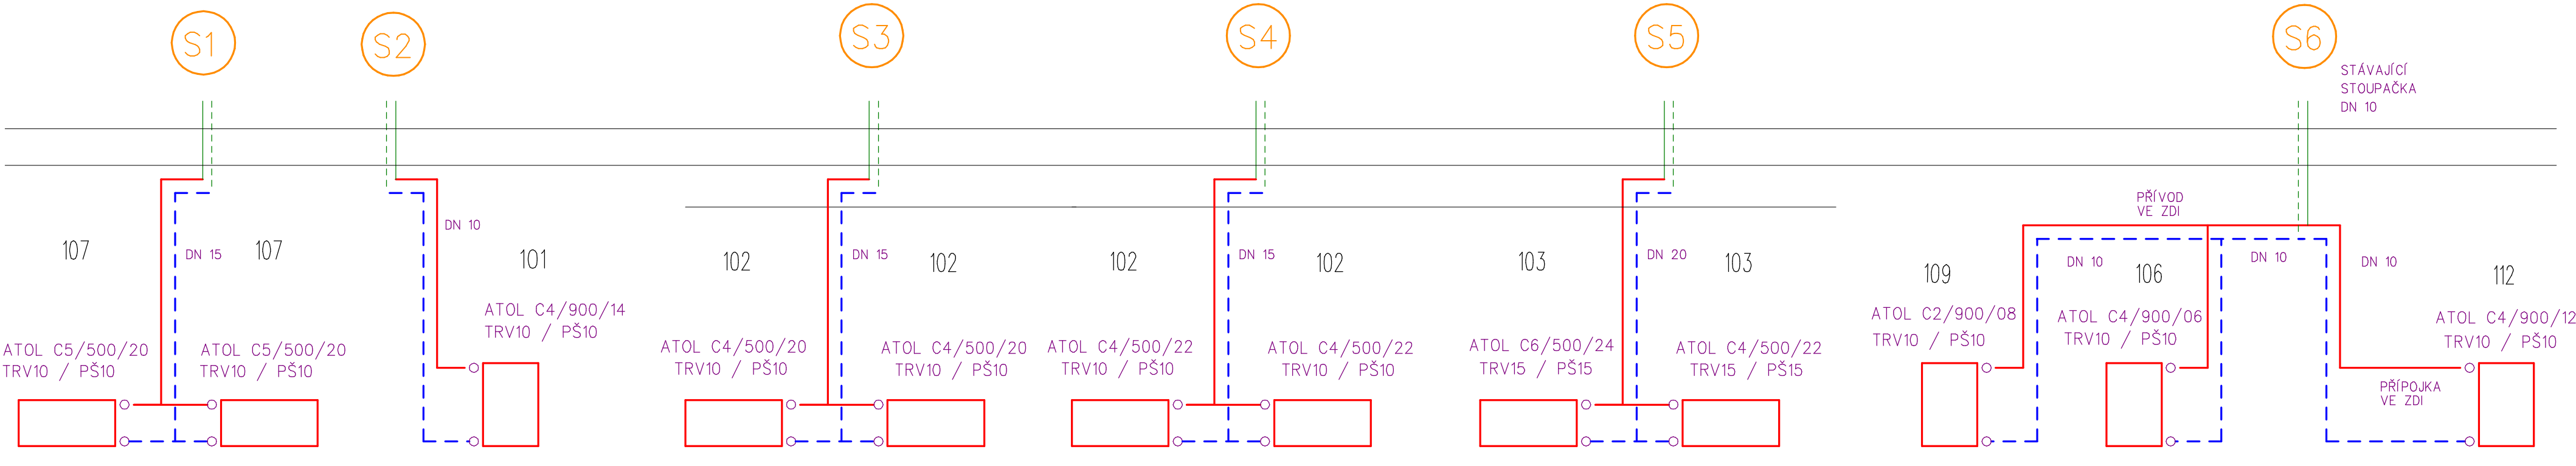 S1
S2
S3
S4
S5
S6
STÁVAJÍCÍ
STOUPAČKA
DN 10
107
DN 15
107
ATOL C5/500/20
TRV10 / PŠ10
ATOL C5/500/20
TRV10 / PŠ10
DN 10
101
ATOL C4/900/14
TRV10 / PŠ10
102
DN 15
102
ATOL C4/500/20
TRV10 / PŠ10
ATOL C4/500/20
TRV10 / PŠ10
102
DN 15
102
ATOL C4/500/22
TRV10 / PŠ10
ATOL C4/500/22
TRV10 / PŠ10
103
DN 20
103
ATOL C6/500/24
TRV15 / PŠ15
ATOL C4/500/22
TRV15 / PŠ15
PŘÍVOD
VE ZDI
109
DN 10
106
DN 10
DN 10
112
ATOL C2/900/08
TRV10 / PŠ10
ATOL C4/900/06
TRV10 / PŠ10
ATOL C4/900/12
TRV10 / PŠ10
PŘÍPOJKA
VE ZDI